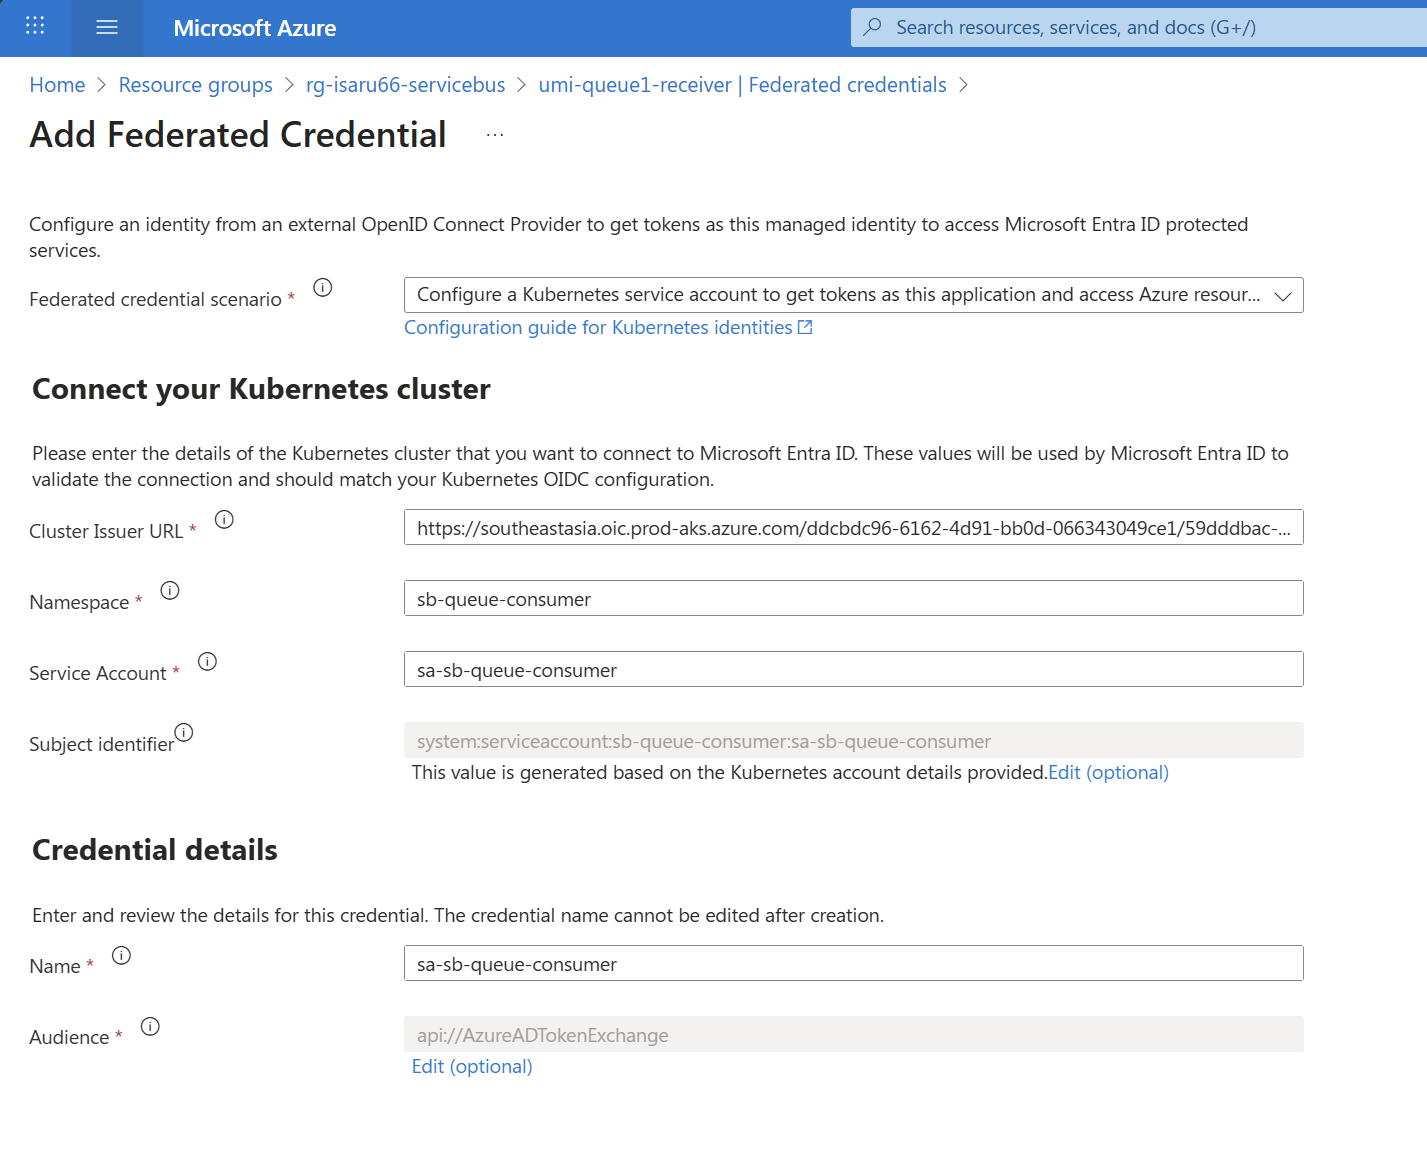 Microsoft Azure
Search resources, services, and docs (G+/)
Home > Resource groups > rg-isaru66-servicebus > umi-queue1-receiver | Federated credentials >
Add Federated Credential ...
Configure an identity from an external OpenID Connect Provider to get tokens as this managed identity to access Microsoft Entra ID protected
services.
Federated credential scenario *
Configure a Kubernetes service account to get tokens as this application and access Azure resour...
Configuration guide for Kubernetes identities
Connect your Kubernetes cluster
Please enter the details of the Kubernetes cluster that you want to connect to Microsoft Entra ID. These values will be used by Microsoft Entra ID to
validate the connection and should match your Kubernetes OIDC configuration.
Cluster Issuer URL *
https://southeastasia.oic.prod-aks.azure.com/ddcbdc96-6162-4d91-bb0d-066343049ce1/59dddbac-...
Namespace *
sb-queue-consumer
Service Account *
sa-sb-queue-consumer
Subject identifier
system:serviceaccount:sb-queue-consumer:sa-sb-queue-consumer
This value is generated based on the Kubernetes account details provided.Edit (optional)
Credential details
Enter and review the details for this credential. The credential name cannot be edited after creation.
Name *
sa-sb-queue-consumer
Audience *
api://AzureADTokenExchange
Edit (optional)